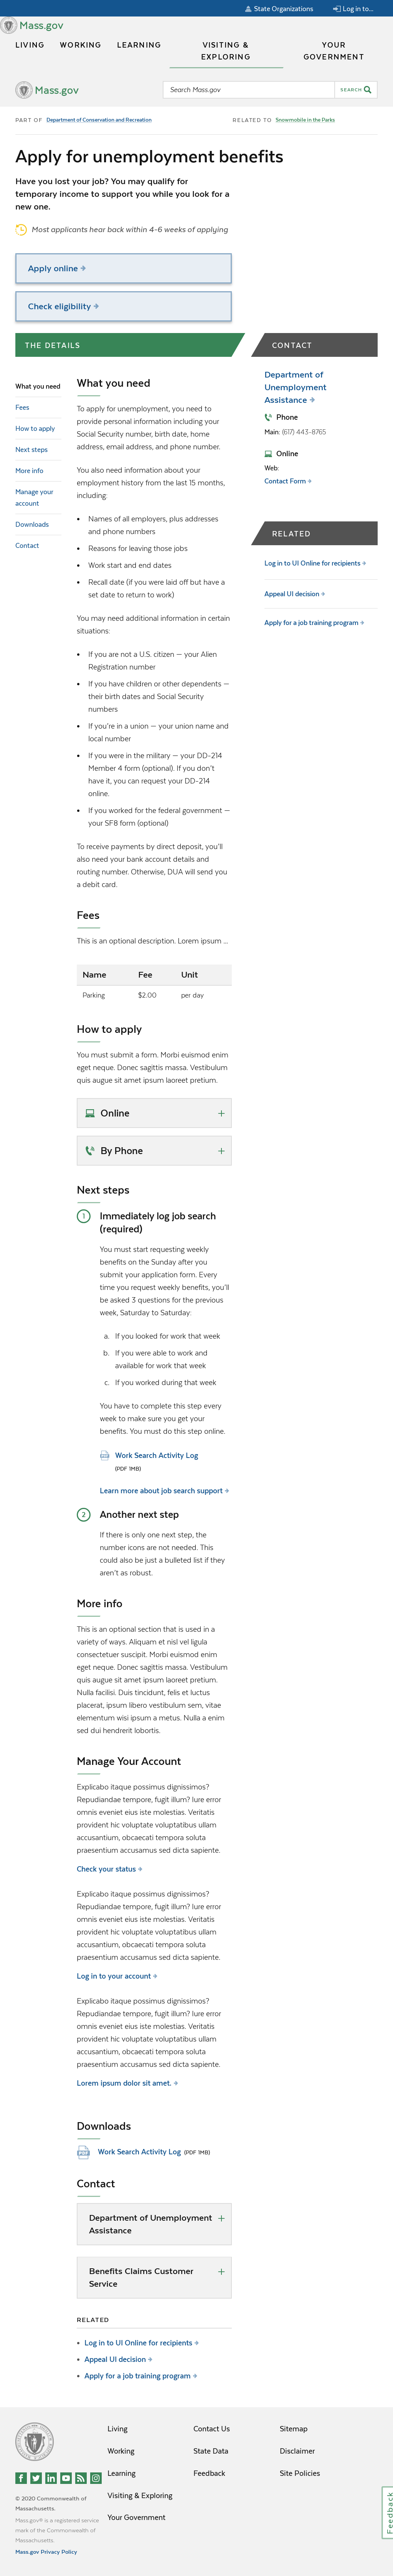 State Organizations
Log in to...
Mass.gov
LIVING
WORKING
LEARNING
VISITING &
EXPLORING
YOUR
GOVERNMENT
Mass.gov
Search Mass.gov
SEARCH
PART OF Department of Conservation and Recreation
RELATED TO Snowmobile in the Parks
Apply for unemployment benefits
Have you lost your job? You may qualify for
temporary income to support you while you look for a
new one.
Most applicants hear back within 4-6 weeks of applying
Apply online
Check eligibility
THE DETAILS
What you need
Fees
How to apply
Next steps
More info
Manage your
account
Downloads
Contact
What you need
To apply for unemployment, you need to
provide personal information including your
Social Security number, birth date, home
address, email address, and phone number.
You also need information about your
employment history from the last 15 months,
including:
• Names of all employers, plus addresses
and phone numbers
• Reasons for leaving those jobs
• Work start and end dates
• Recall date (if you were laid off but have a
set date to return to work)
You may need additional information in certain
situations:
• If you are not a U.S. citizen — your Alien
Registration number
• If you have children or other dependents —
their birth dates and Social Security
numbers
• If you're in a union — your union name and
local number
• If you were in the military — your DD-214
Member 4 form (optional). If you don't
have it, you can request your DD-214
online.
• If you worked for the federal government —
your SF8 form (optional)
To receive payments by direct deposit, you'll
also need your bank account details and
routing number. Otherwise, DUA will send you
a debit card.
Fees
This is an optional description. Lorem ipsum ...
Name Fee Unit
Parking $2.00 per day
How to apply
You must submit a form. Morbi euismod enim
eget neque. Donec sagittis massa. Vestibulum
quis augue sit amet ipsum laoreet pretium.
Online
By Phone
Next steps
1 Immediately log job search
(required)
You must start requesting weekly
benefits on the Sunday after you
submit your application form. Every
time you request weekly benefits, you'll
be asked 3 questions for the previous
week, Saturday to Saturday:
a. If you looked for work that week
b. If you were able to work and
available for work that week
c. If you worked during that week
You have to complete this step every
week to make sure you get your
benefits. You must do this step online.
Work Search Activity Log
(PDF 1MB)
Learn more about job search support
2 Another next step
If there is only one next step, the
number icons are not needed. This
could also be just a bulleted list if they
aren't as robust.
More info
This is an optional section that is used in a
variety of ways. Aliquam et nisl vel ligula
consectetuer suscipit. Morbi euismod enim
eget neque. Donec sagittis massa. Vestibulum
quis augue sit amet ipsum laoreet pretium.
Nulla facilisi. Duis tincidunt, felis et luctus
placerat, ipsum libero vestibulum sem, vitae
elementum wisi ipsum a metus. Nulla a enim
sed dui hendrerit lobortis.
Manage Your Account
Explicabo itaque possimus dignissimos?
Repudiandae tempore, fugit illum? Iure error
omnis eveniet eius iste molestias. Veritatis
provident hic voluptate voluptatibus ullam
accusantium, obcaecati tempora soluta
praesentium accusamus sed dicta sapiente.
Check your status
Explicabo itaque possimus dignissimos?
Repudiandae tempore, fugit illum? Iure error
omnis eveniet eius iste molestias. Veritatis
provident hic voluptate voluptatibus ullam
accusantium, obcaecati tempora soluta
praesentium accusamus sed dicta sapiente.
Log in to your account
Explicabo itaque possimus dignissimos?
Repudiandae tempore, fugit illum? Iure error
omnis eveniet eius iste molestias. Veritatis
provident hic voluptate voluptatibus ullam
accusantium, obcaecati tempora soluta
praesentium accusamus sed dicta sapiente.
Lorem ipsum dolor sit amet.
Downloads
Work Search Activity Log (PDF 1MB)
Contact
Department of Unemployment
Assistance
Benefits Claims Customer
Service
RELATED
• Log in to UI Online for recipients
• Appeal UI decision
• Apply for a job training program
CONTACT
Department of
Unemployment
Assistance
Phone
Main: (617) 443-8765
Online
Web:
Contact Form
RELATED
Log in to UI Online for recipients
Appeal UI decision
Apply for a job training program
Feedback
© 2020 Commonwealth of
Massachusetts.
Mass.gov® is a registered service
mark of the Commonwealth of
Massachusetts.
Mass.gov Privacy Policy
Living
Working
Learning
Visiting & Exploring
Your Government
Contact Us
State Data
Feedback
Sitemap
Disclaimer
Site Policies